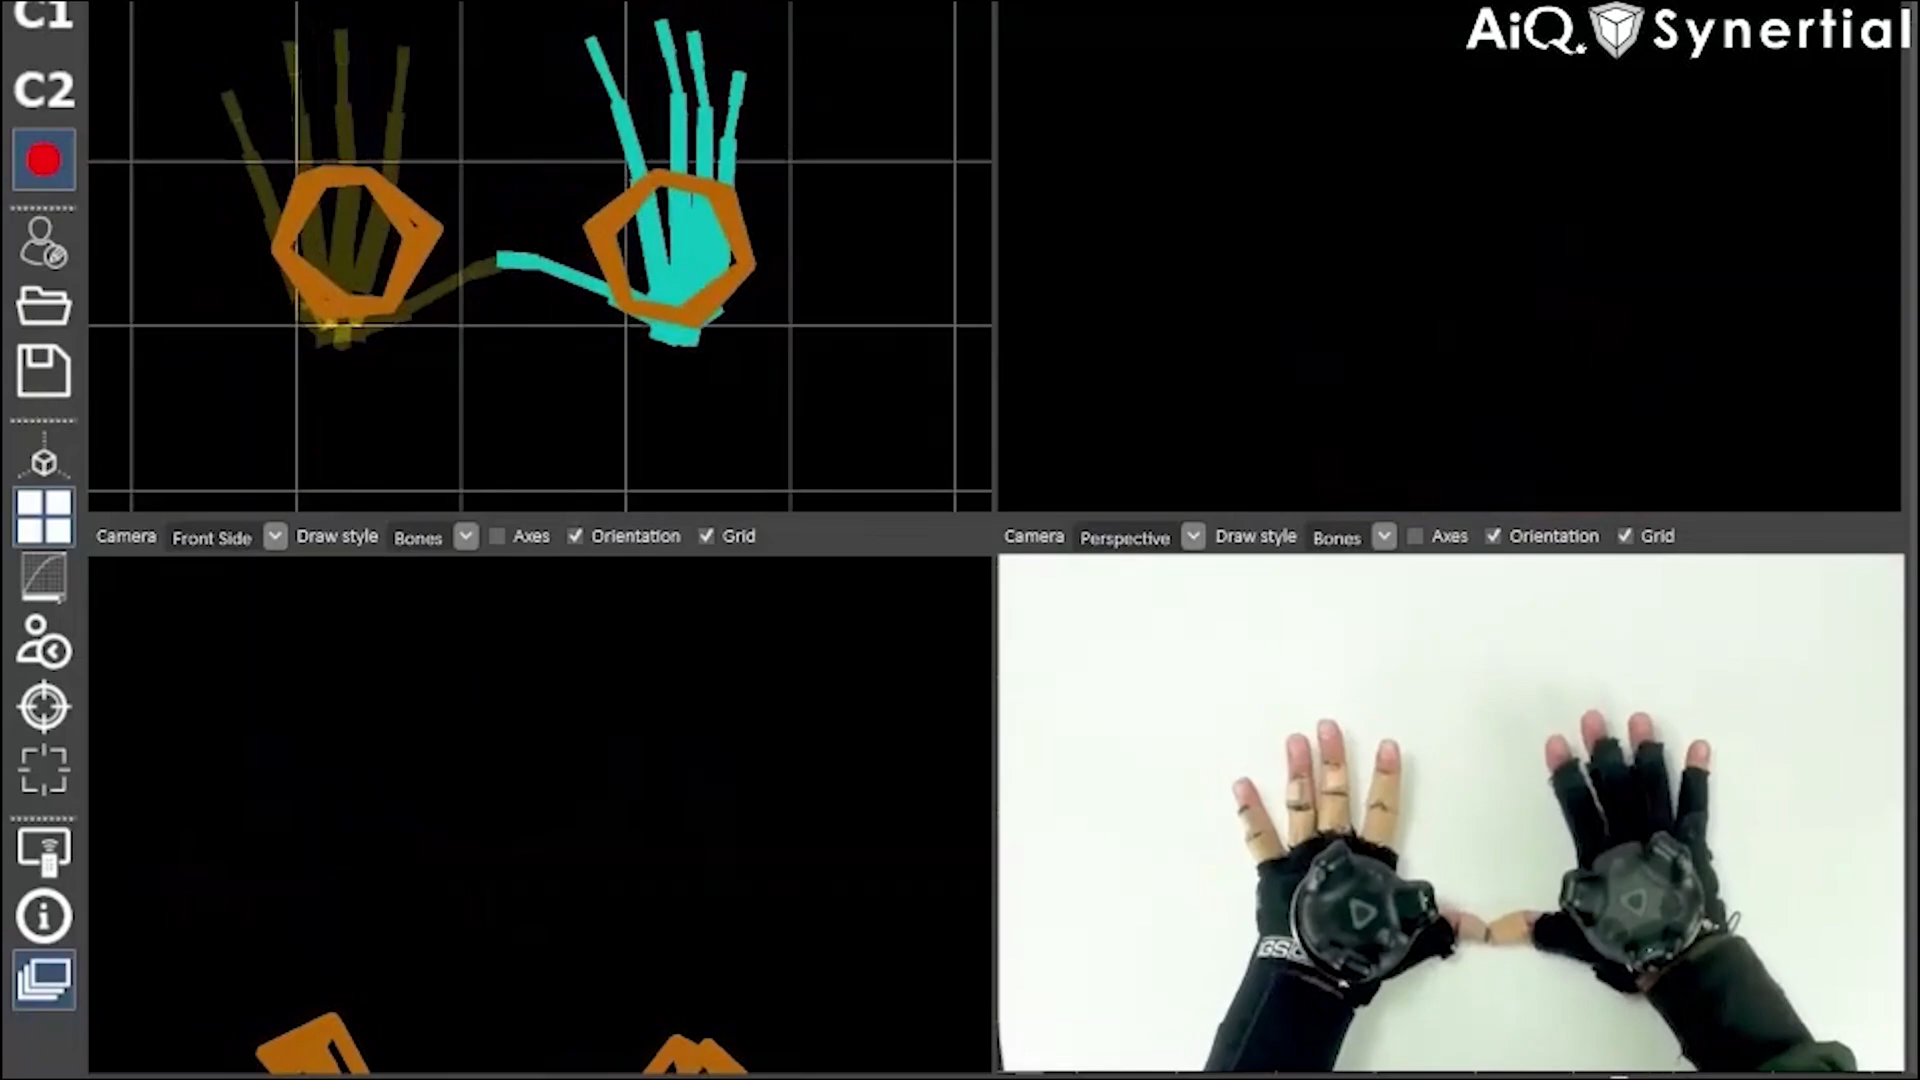 C1
AiQ. Synertial
C2
Camera Front Side Draw style Bones Axes Orientation Grid
Camera Perspective Draw style Bones Axes Orientation Grid
GSL